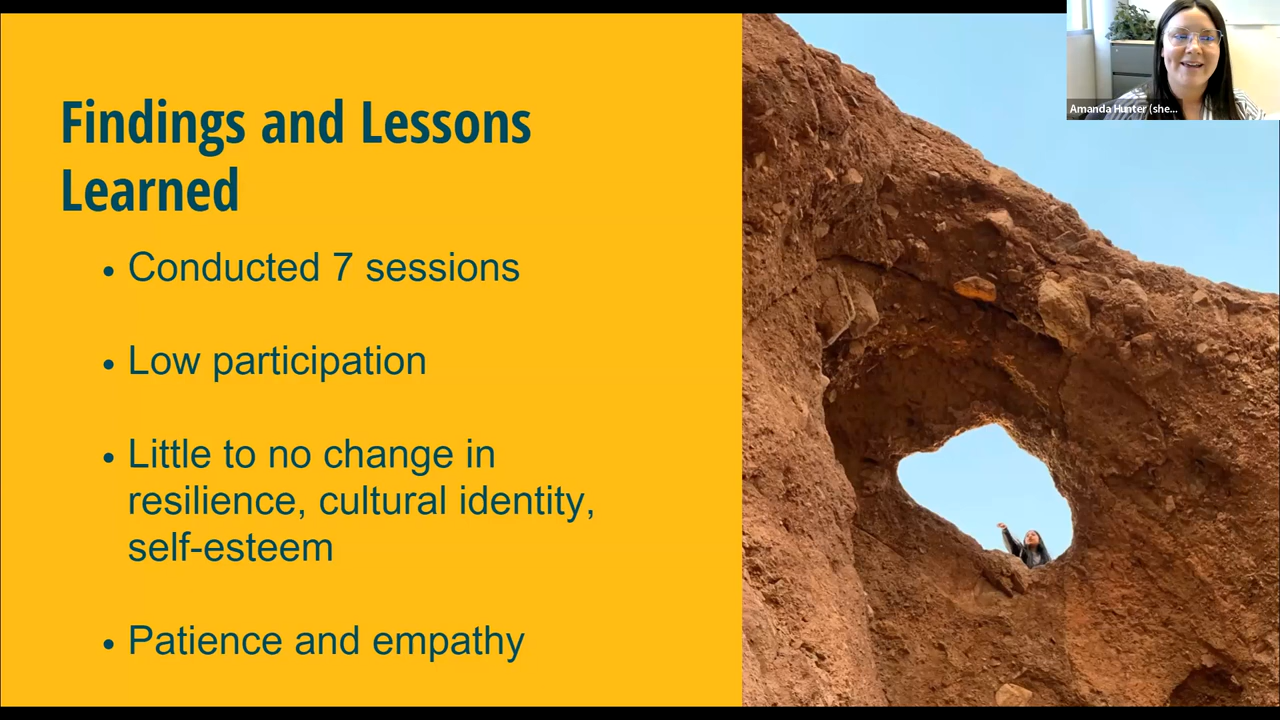 Findings and Lessons
Learned
• Conducted 7 sessions
• Low participation
• Little to no change in
resilience, cultural identity,
self-esteem
• Patience and empathy
Amanda Hunter (she...